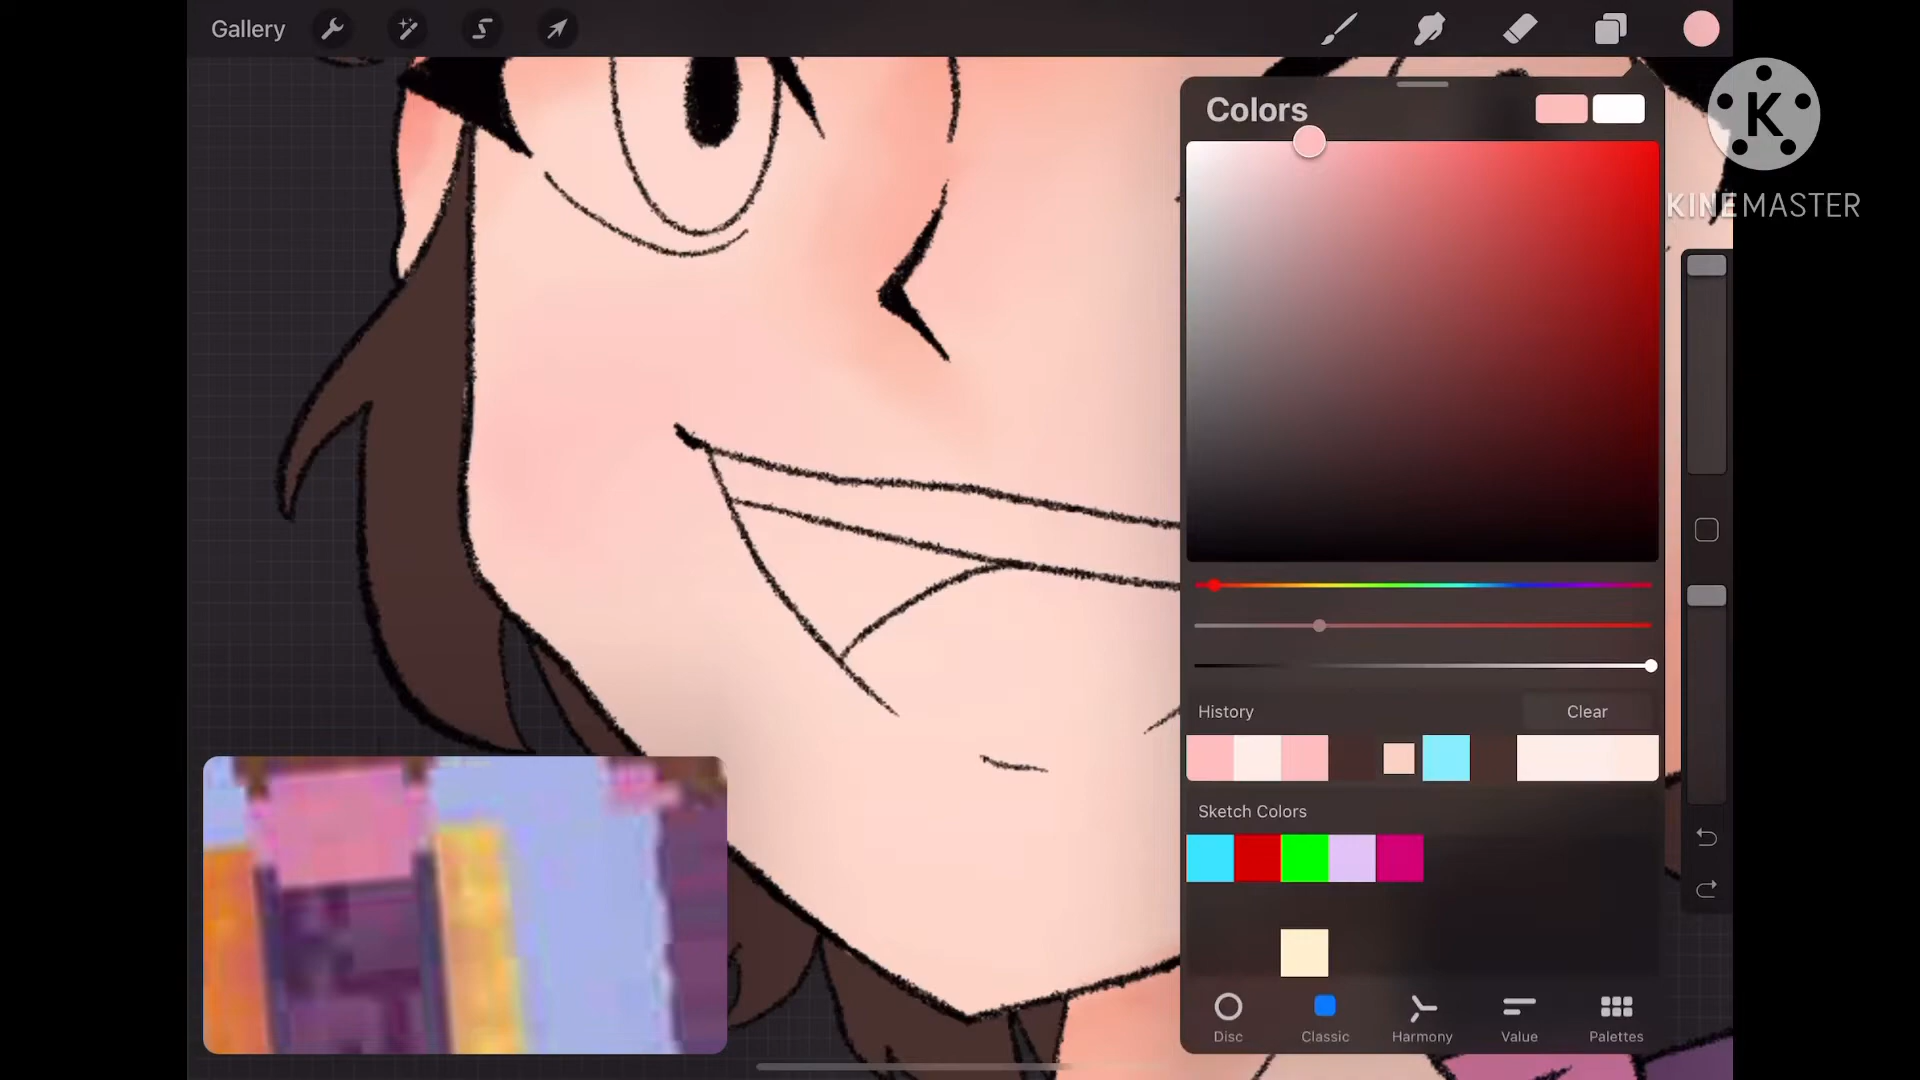 Gallery
Colors
K
KINEMASTER
History
Clear
Sketch Colors
Disc
Classic
Harmony
Value
Palettes